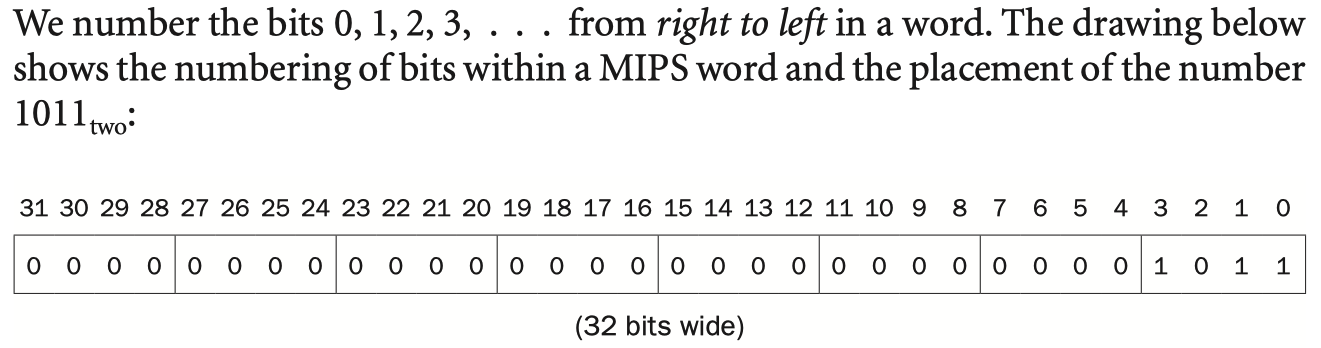 We number the bits 0, 1, 2, 3, . . . from right to left in a word. The drawing below
shows the numbering of bits within a MIPS word and the placement of the number
1011two:
31 30 29 28 27 26 25 24 23 22 21 20 19 18 17 16 15 14 13 12 11 10 9 8 7 6 5 4 3 2 1 0
0 0 0 0 0 0 0 0 0 0 0 0 0 0 0 0 0 0 0 0 0 0 0 0 0 0 0 0 1 0 1 1
(32 bits wide)